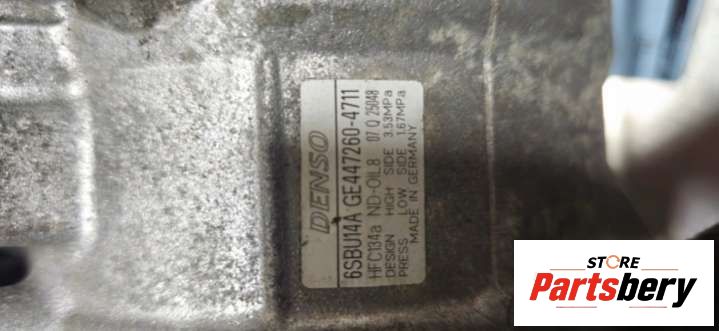 DENSO
6SBU14A GE447260-4711
HFC134a ND-OIL8 07 Q 25048
DESIGN HIGH SIDE 3.53MPa
PRESS LOW SIDE 1.67MPa
MADE IN GERMANY
STORE
Partsbery